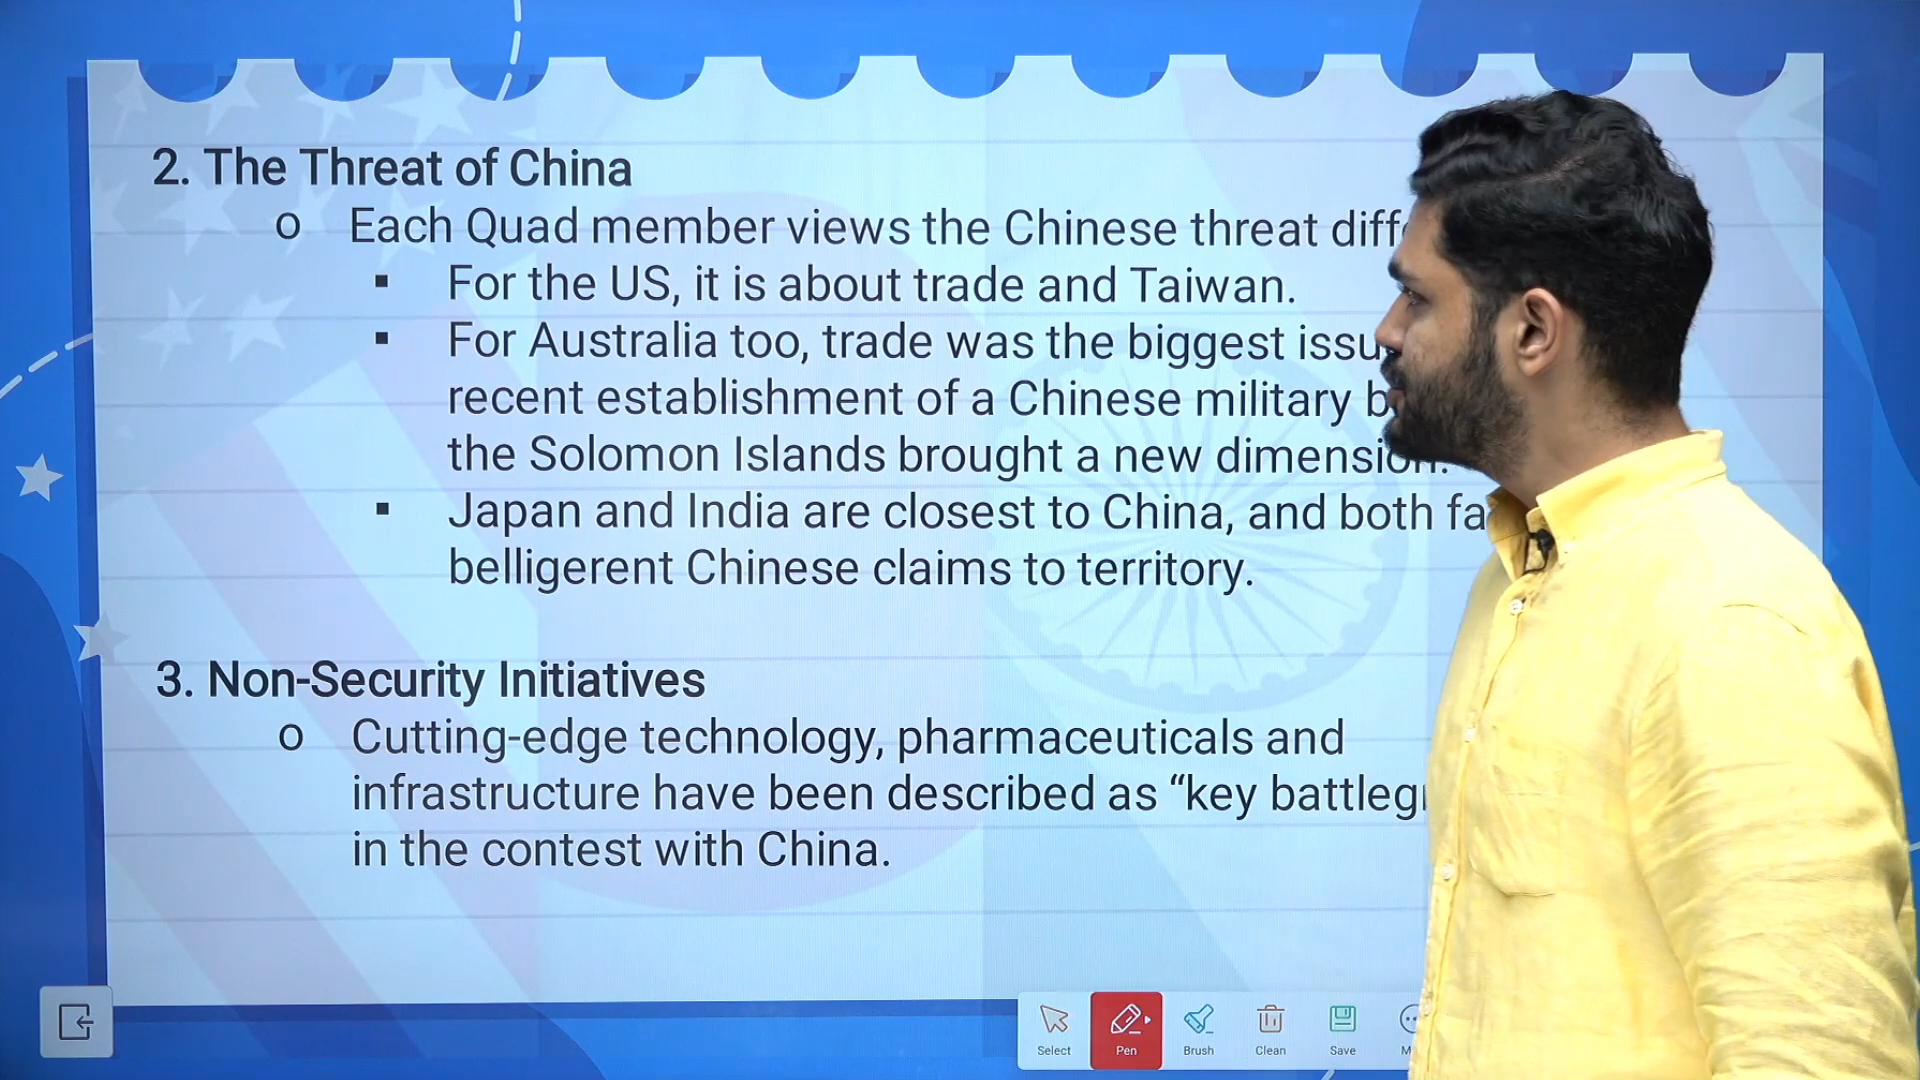 2. The Threat of China
o Each Quad member views the Chinese threat
▪ For the US, it is about trade and Taiwan.
▪ For Australia too, trade was the biggest
recent establishment of a Chinese military
the Solomon Islands brought a new dimension.
▪ Japan and India are closest to China, and both
belligerent Chinese claims to territory.
3. Non-Security Initiatives
o Cutting-edge technology, pharmaceuticals and
infrastructure have been described as “key
in the contest with China.
Select Pen Brush Clean Save